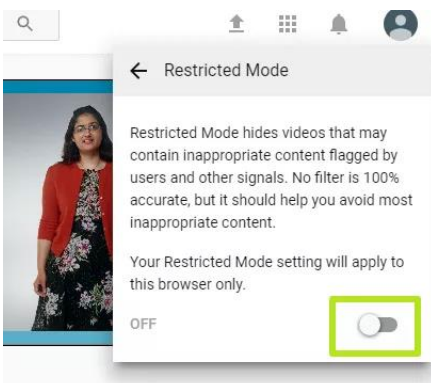 Restricted Mode
Restricted Mode hides videos that may
contain inappropriate content flagged by
users and other signals. No filter is 100%
accurate, but it should help you avoid most
inappropriate content.
Your Restricted Mode setting will apply to
this browser only.
OFF